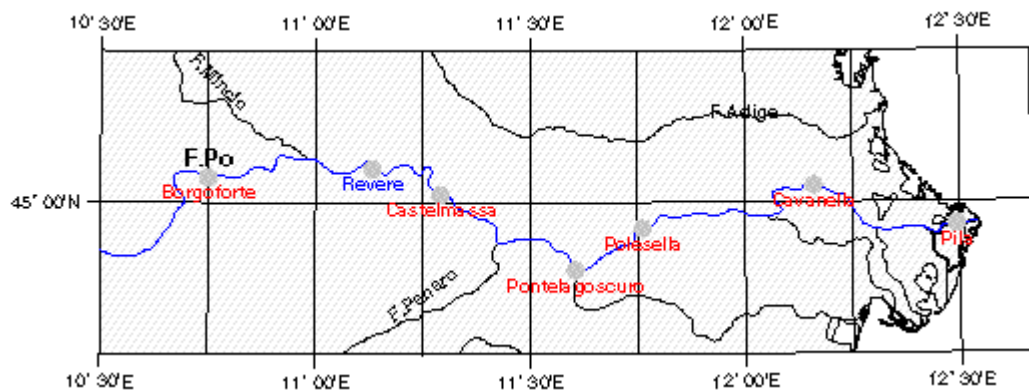 10° 30'E 11° 00'E 11° 30'E 12° 00'E 12° 30'E
F.Mincio
F.Adige
F.Po
Borgoforte
Revere
Cavanella
45° 00'N
Castelmassa
Polesella
Pila
F.Panaro
Pontelagoscuro
10° 30'E 11° 00'E 11° 30'E 12° 00'E 12° 30'E